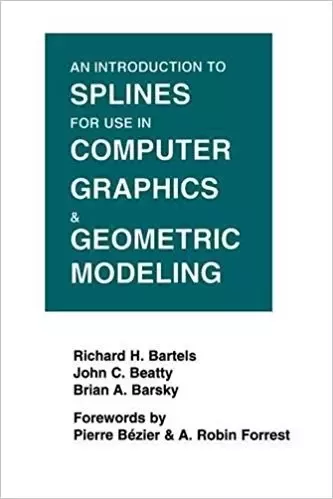 AN INTRODUCTION TO
SPLINES
FOR USE IN
COMPUTER
GRAPHICS
&
GEOMETRIC
MODELING
Richard H. Bartels
John C. Beatty
Brian A. Barsky
Forewords by
Pierre Bézier & A. Robin Forrest